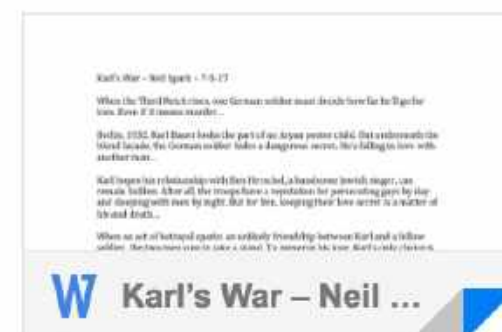 Karl's War – Neil Spark – 7-5-17
When the Third Reich rises, one German soldier must decide how far he'll go for
love. Even if it means murder...
Berlin, 1932. Karl Bauer looks the part of an Aryan poster child. But underneath the
blond facade, the German soldier hides a dangerous secret. He's falling in love with
another man...
Karl hopes his relationship with Ben a handsome Jewish singer, can
remain hidden. After all, the troops have a reputation for persecuting gays by day
and sleeping with men by night. But for Ben, keeping their love secret is a matter of
life and death...
When an act of betrayal sparks an unlikely friendship between Karl and a fellow
soldier, the two men vow to take a stand. To preserve his love, Karl's only choice is
W Karl's War – Neil ...